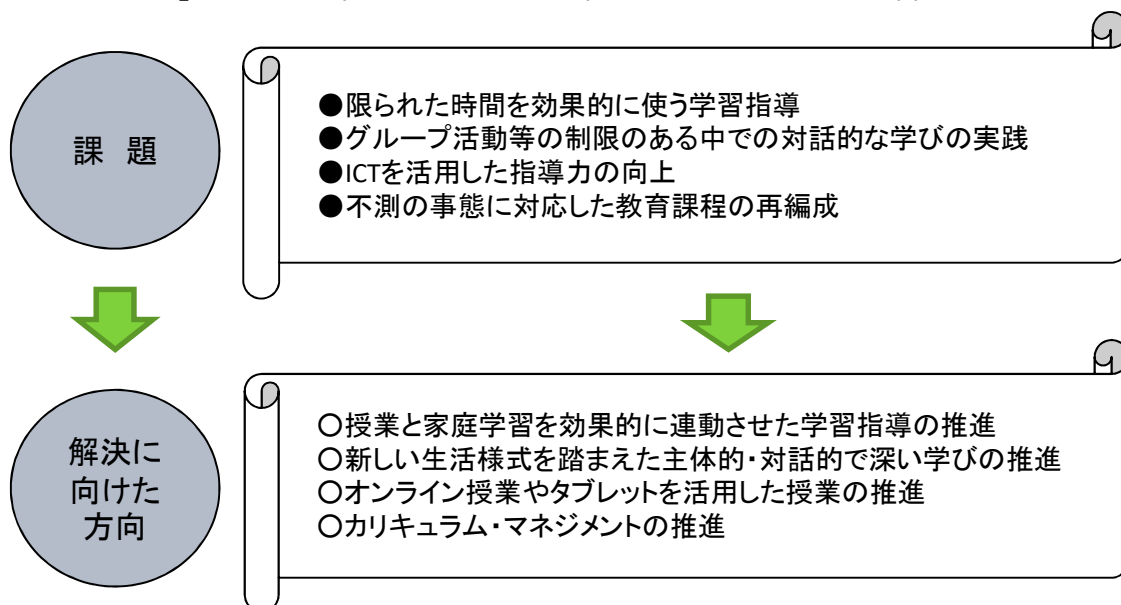 課 題
●限られた時間を効果的に使う学習指導
●グループ活動等の制限のある中での対話的な学びの実践
●ICTを活用した指導力の向上
●不測の事態に対応した教育課程の再編成
解決に
向けた
方向
○授業と家庭学習を効果的に連動させた学習指導の推進
○新しい生活様式を踏まえた主体的・対話的で深い学びの推進
○オンライン授業やタブレットを活用した授業の推進
○カリキュラム・マネジメントの推進